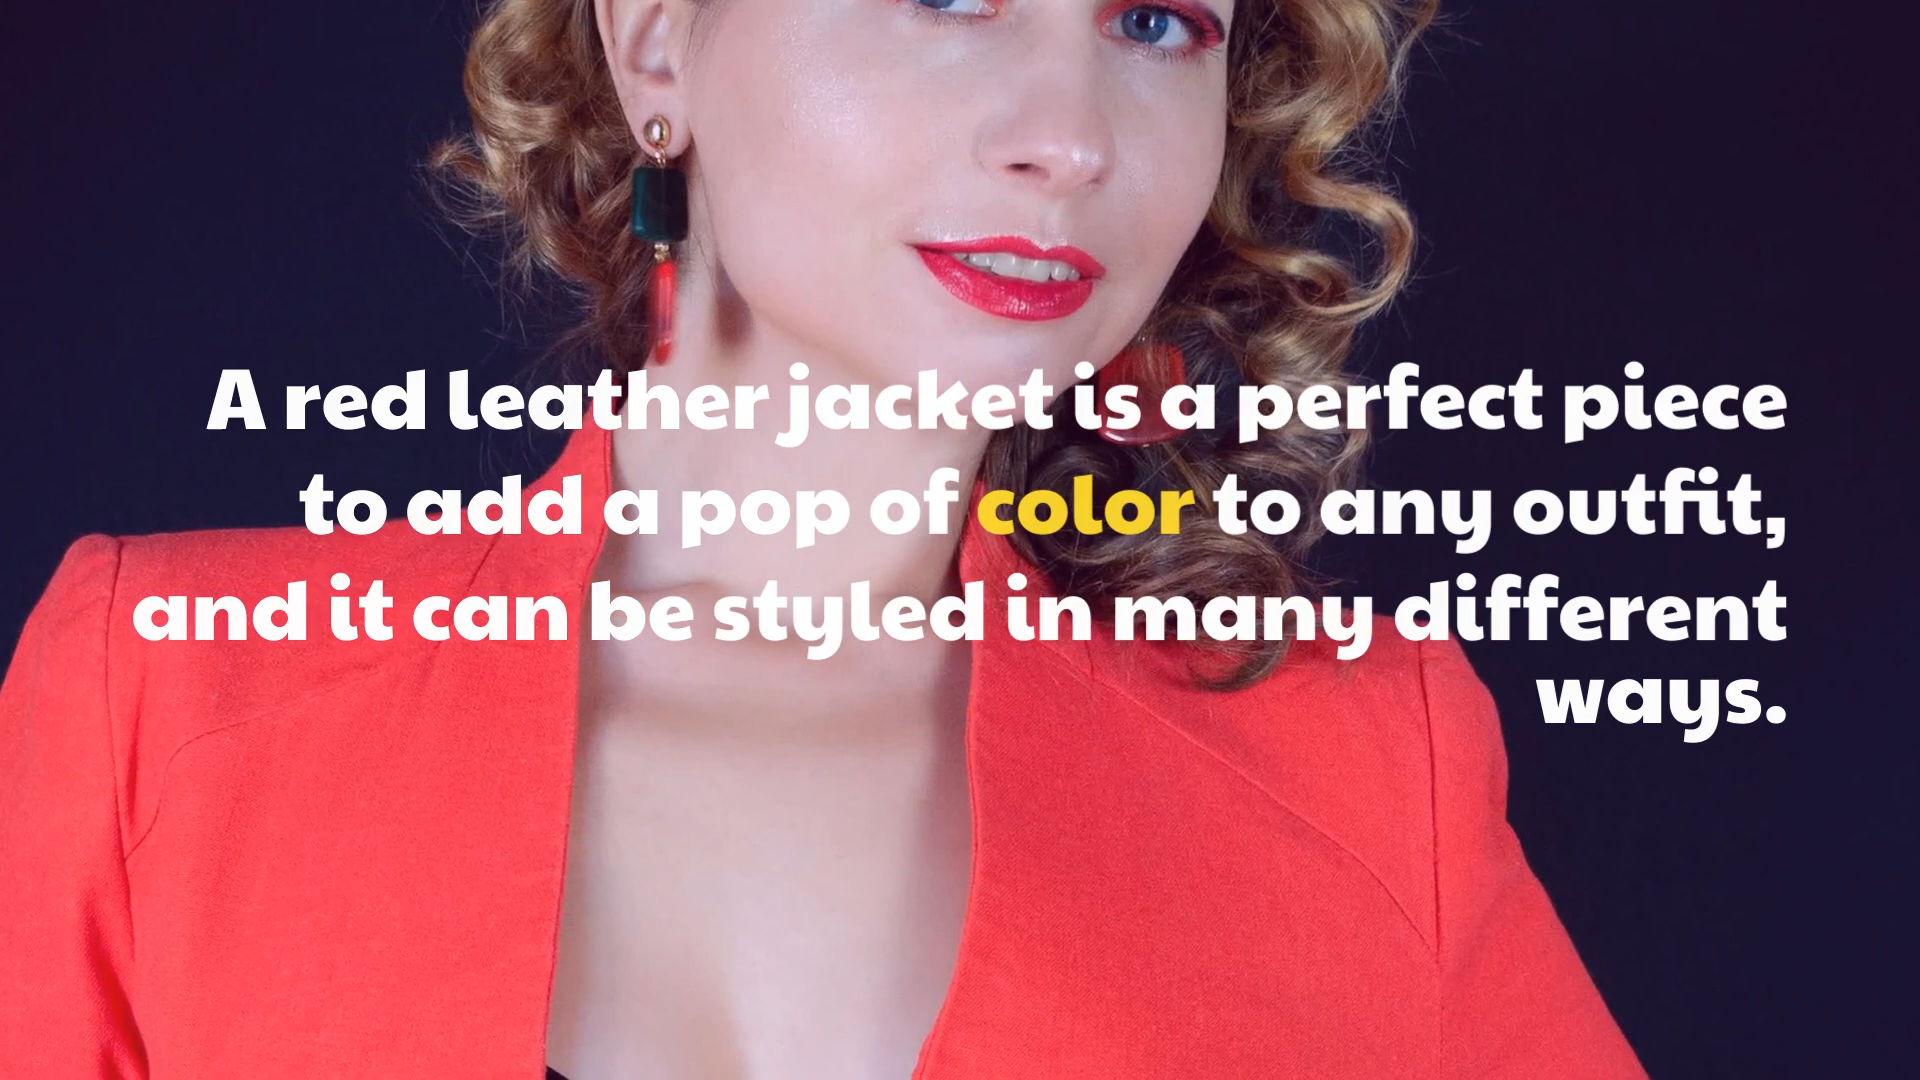 A red leather jacket is a perfect piece
to add a pop of color to any outfit,
and it can be styled in many different
ways.